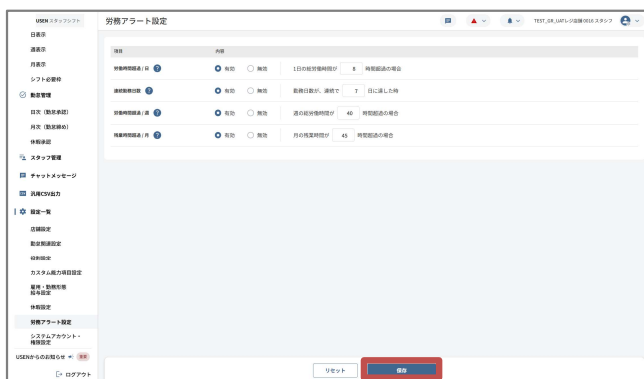 USEN スタッフシフト
労務アラート設定
TEST_GR_UATレジ店舗0016 スタシフ
日表示
週表示
月表示
シフト必要枠
勤怠管理
日次(勤怠承認)
月次(勤怠締め)
休暇承認
スタッフ管理
チャットメッセージ
汎用CSV出力
設定一覧
店舗設定
勤怠関連設定
役割設定
カスタム能力項目設定
雇用・勤務形態
給与設定
休暇設定
労務アラート設定
システムアカウント・
権限設定
USENからのお知らせ 重要
ログアウト
項目 内容
労働時間超過 / 日 ? 有効 無効 1日の総労働時間が 8 時間超過の場合
連続勤務日数 ? 有効 無効 勤務日数が、連続で 7 日に達した時
労働時間超過 / 週 ? 有効 無効 週の総労働時間が 40 時間超過の場合
残業時間超過 / 月 ? 有効 無効 月の残業時間が 45 時間超過の場合
リセット 保存